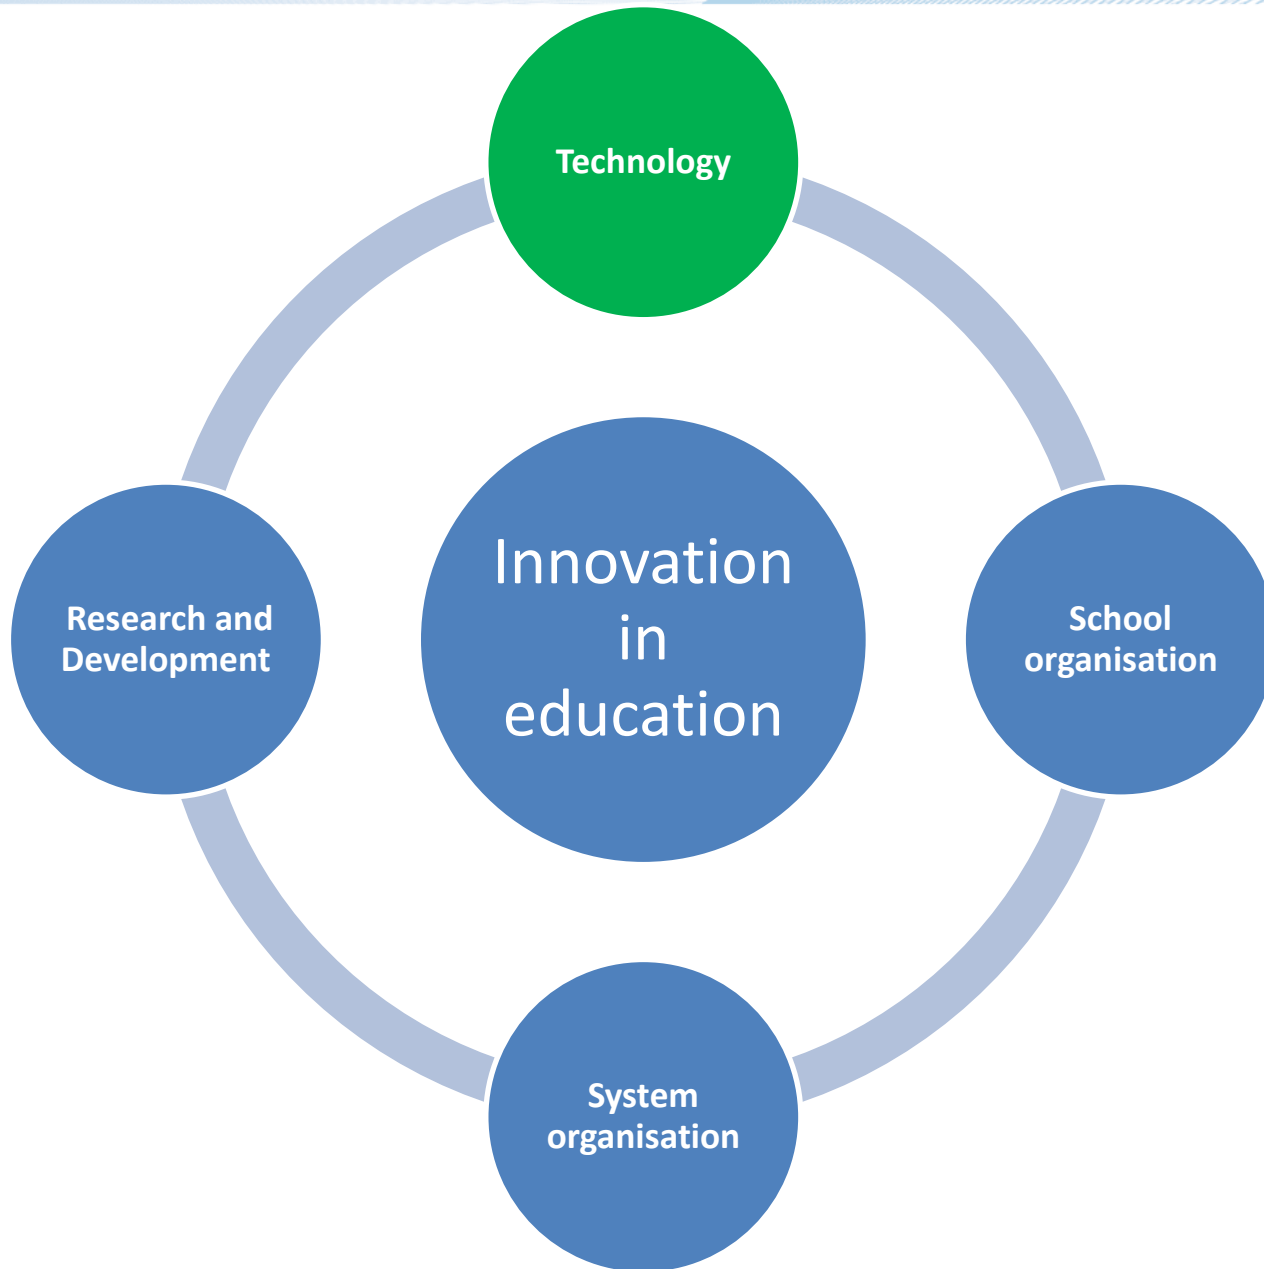 Technology
Research and
Development
Innovation
in
education
School
organisation
System
organisation